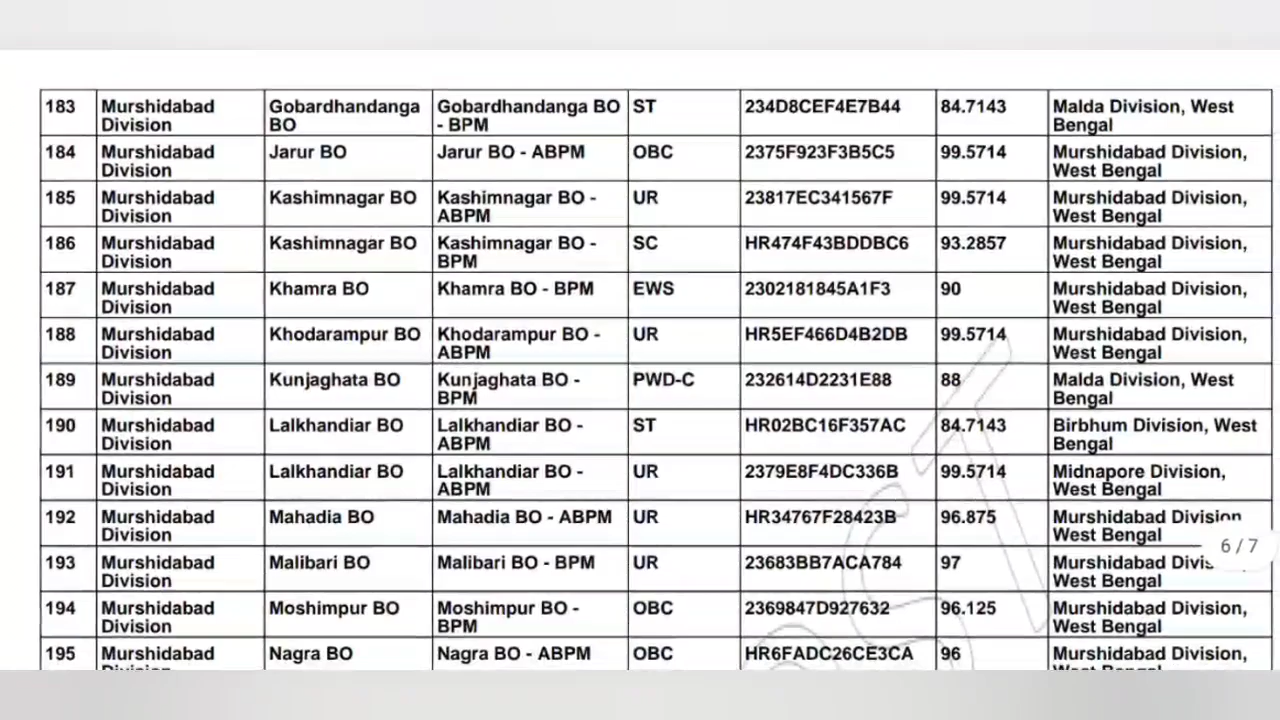 183 Murshidabad Gobardhandanga Gobardhandanga BO ST 234D8CEF4E7B44 84.7143 Malda Division, West
Division BO - BPM Bengal
184 Murshidabad Jarur BO Jarur BO - ABPM OBC 2375F923F3B5C5 99.5714 Murshidabad Division,
Division West Bengal
185 Murshidabad Kashimnagar BO Kashimnagar BO - UR 23817EC341567F 99.5714 Murshidabad Division,
Division ABPM West Bengal
186 Murshidabad Kashimnagar BO Kashimnagar BO - SC HR474F43BDDBC6 93.2857 Murshidabad Division,
Division BPM West Bengal
187 Murshidabad Khamra BO Khamra BO - BPM EWS 2302181845A1F3 90 Murshidabad Division,
Division West Bengal
188 Murshidabad Khodarampur BO Khodarampur BO - UR HR5EF466D4B2DB 99.5714 Murshidabad Division,
Division ABPM West Bengal
189 Murshidabad Kunjaghata BO Kunjaghata BO - PWD-C 232614D2231E88 88 Malda Division, West
Division BPM Bengal
190 Murshidabad Lalkhandiar BO Lalkhandiar BO - ST HR02BC16F357AC 84.7143 Birbhum Division, West
Division ABPM Bengal
191 Murshidabad Lalkhandiar BO Lalkhandiar BO - UR 2379E8F4DC336B 99.5714 Midnapore Division,
Division ABPM West Bengal
192 Murshidabad Mahadia BO Mahadia BO - ABPM UR HR34767F28423B 96.875 Murshidabad Division,
Division West Bengal
6 / 7
193 Murshidabad Malibari BO Malibari BO - BPM UR 23683BB7ACA784 97 Murshidabad
Division West Bengal
194 Murshidabad Moshimpur BO Moshimpur BO - OBC 2369847D927632 96.125 Murshidabad Division,
Division BPM West Bengal
195 Murshidabad Nagra BO Nagra BO - ABPM OBC HR6FADC26CE3CA 96 Murshidabad Division,